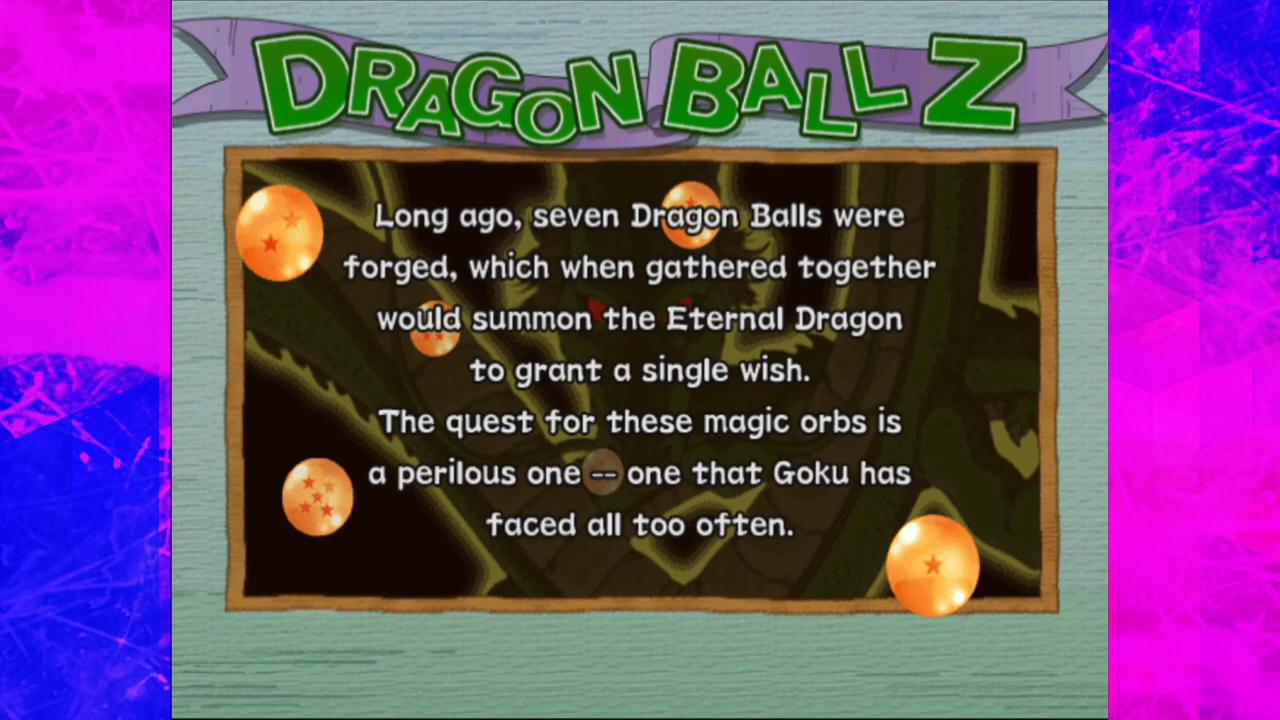 DRAGON BALL Z
Long ago, seven Dragon Balls were
forged, which when gathered together
would summon the Eternal Dragon
to grant a single wish.
The quest for these magic orbs is
a perilous one -- one that Goku has
faced all too often.